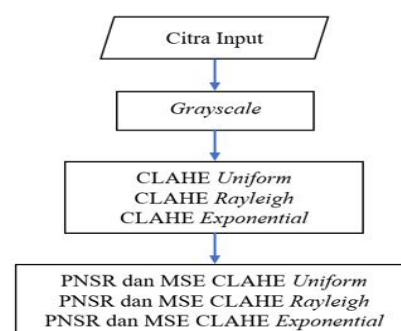 Citra Input
Grayscale
CLAHE Uniform
CLAHE Rayleigh
CLAHE Exponential
PNSR dan MSE CLAHE Uniform
PNSR dan MSE CLAHE Rayleigh
PNSR dan MSE CLAHE Exponential